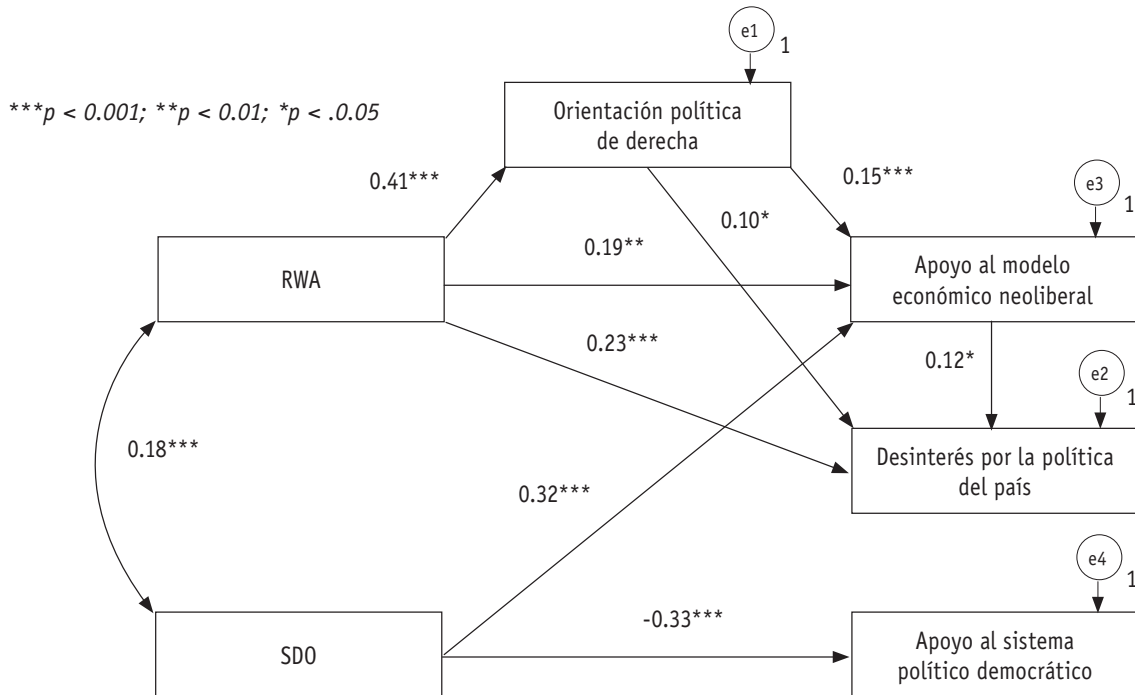 e1
1
***p < 0.001; **p < 0.01; *p < .0.05
Orientación política
de derecha
0.41***
0.15***
e3
1
0.10*
RWA
0.19**
Apoyo al modelo
económico neoliberal
0.23***
0.12*
e2
1
0.18***
Desinterés por la política
del país
0.32***
e4
1
-0.33***
SDO
Apoyo al sistema
político democrático